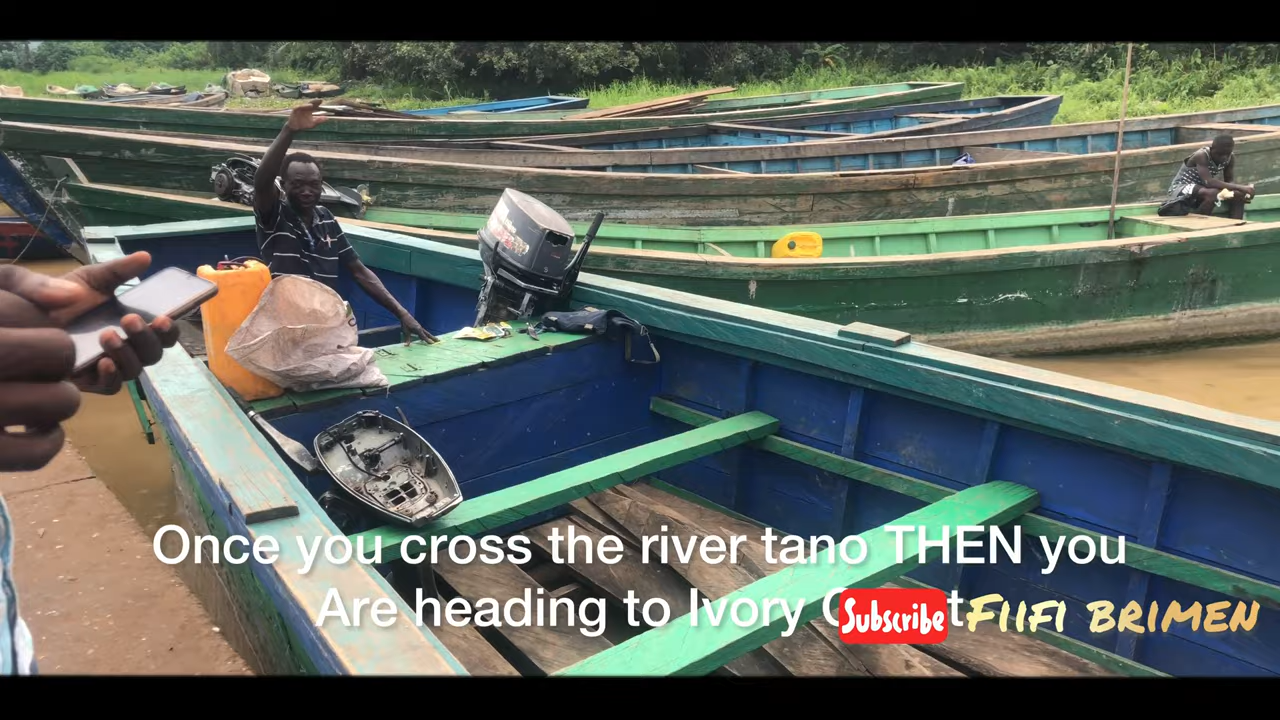 Once you cross the river tano THEN you
Are heading to Ivory
Subscribe
FIIFI BRIMEN